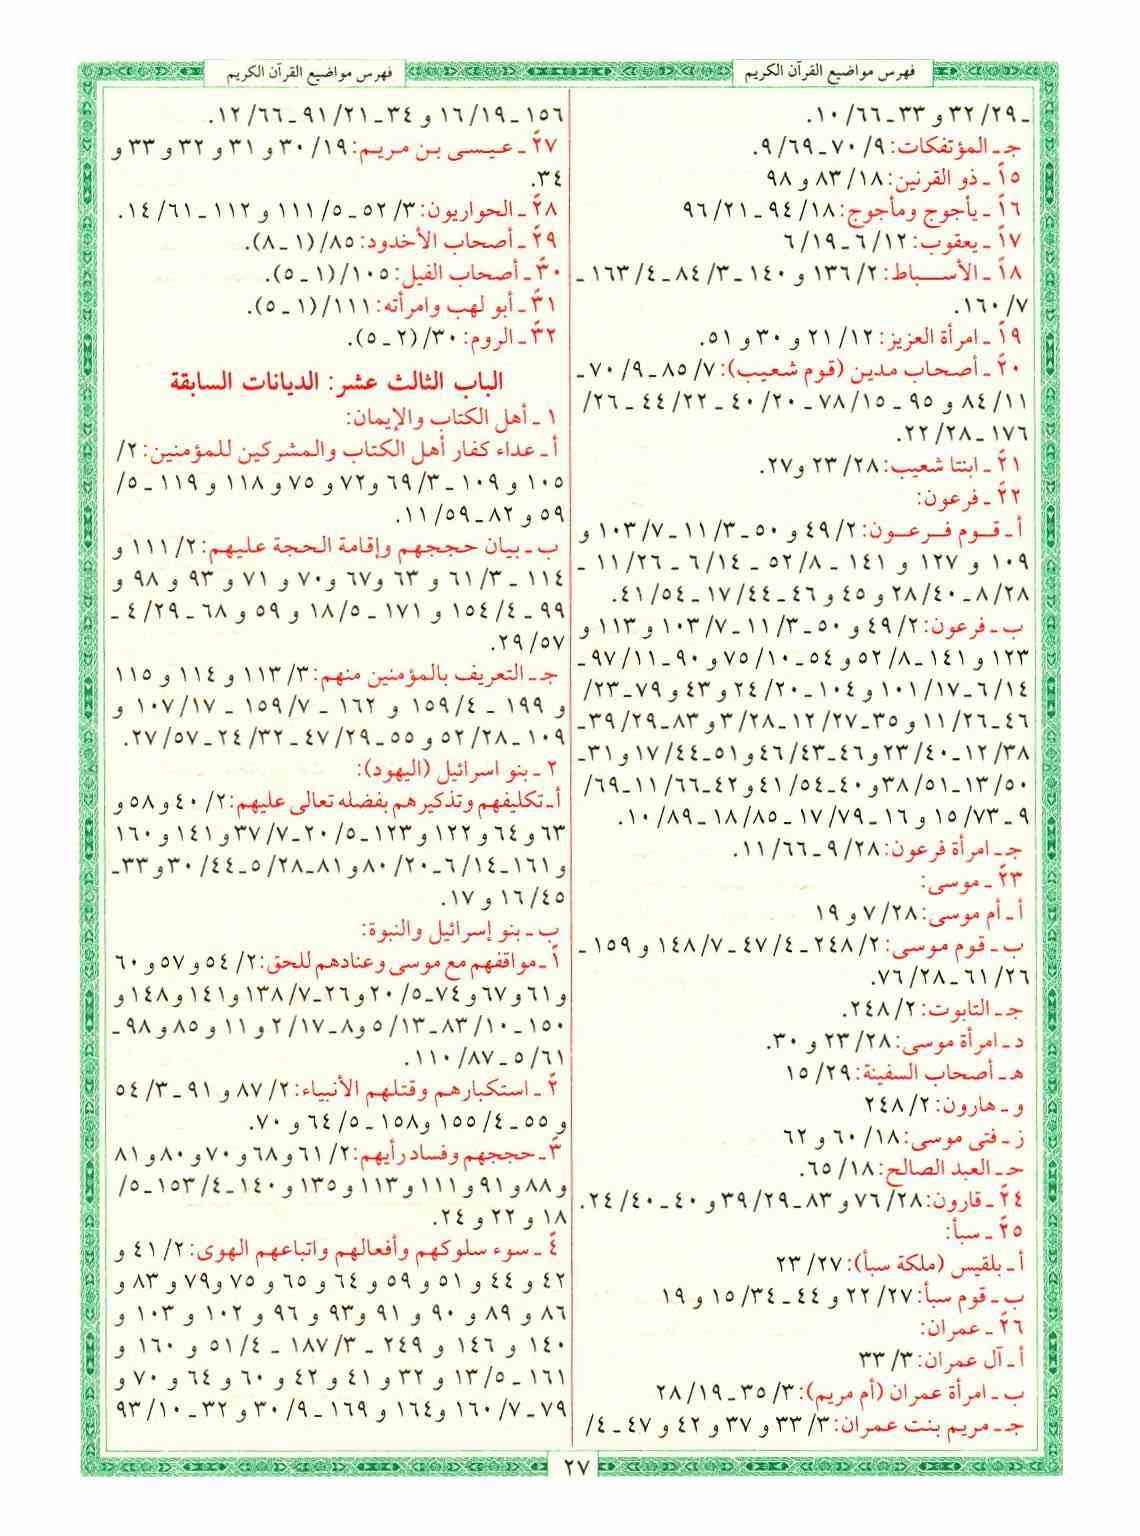 فهرس مواضيع القرآن الكريم
ـ ٢٩/ ٣٢ و ٣٣ ـ ٦٦/ ١٠.
جـ ـ المؤتفكات: ٩/ ٧٠ ـ ٦٩/ ٩.
١٥ً ـ ذو القرنين: ١٨/ ٨٣ و ٩٨
١٦ً ـ يأجوج ومأجوج: ١٨/ ٩٤ ـ ٢١/ ٩٦
١٧ً ـ يعقوب: ١٢/ ٦ ـ ١٩/ ٦
١٨ً ـ الأسـبـاط: ٢/ ١٣٦ و ١٤٠ ـ ٣/ ٨٤ ـ ٤/ ١٦٣ ـ
٧/ ١٦٠.
١٩ً ـ امرأة العزيز: ١٢/ ٢١ و ٣٠ و ٥١.
٢٠ً ـ أصحاب مدين (قوم شعيب): ٧/ ٨٥ ـ ٩/ ٧٠ ـ
١١/ ٨٤ و ٩٥ ـ ١٥/ ٧٨ ـ ٢٠/ ٤٠ ـ ٢٢/ ٤٤ ـ ٢٦/
١٧٦ ـ ٢٨/ ٢٢.
٢١ً ـ ابنتا شعيب: ٢٨/ ٢٣ و٢٧.
٢٢ً ـ فرعون:
أ ـ قـوم فـرعـون: ٢/ ٤٩ و ٥٠ ـ ٣/ ١١ ـ ٧/ ١٠٣ و
١٠٩ و ١٢٧ و ١٤١ ـ ٨/ ٥٢ ـ ١٤/ ٦ ـ ٢٦/ ١١ ـ
٢٨/ ٨ ـ ٤٠/ ٢٨ و ٤٥ و ٤٦ ـ ٤٤/ ١٧ ـ ٥٤/ ٤١.
ب ـ فرعون: ٢/ ٤٩ و ٥٠ ـ ٣/ ١١ ـ ٧/ ١٠٣ و ١١٣ و
١٢٣ و ١٤١ ـ ٨/ ٥٢ و ٥٤ ـ ١٠/ ٧٥ و ٩٠ ـ ١١/ ٩٧ ـ
١٤/ ٦ ـ ١٧/ ١٠١ و ١٠٤ ـ ٢٠/ ٢٤ و ٤٣ و ٧٩ ـ ٢٣/
٤٦ ـ ٢٦/ ١١ و ٣٥ ـ ٢٧/ ١٢ ـ ٢٨/ ٣ و ٨٣ ـ ٢٩/ ٣٩ ـ
٣٨/ ١٢ ـ ٤٠/ ٢٣ و ٤٦ ـ ٤٣/ ٤٦ و ٥١ ـ ٤٤/ ١٧ و ٣١ ـ
٥٠/ ١٣ ـ ٥١/ ٣٨ و ٤٠ ـ ٥٤/ ٤١ و ٤٢ ـ ٦٦/ ١١ ـ ٦٩/
٩ ـ ٧٣/ ١٥ و ١٦ ـ ٧٩/ ١٧ ـ ٨٥/ ١٨ ـ ٨٩/ ١٠.
جـ ـ امرأة فرعون: ٢٨/ ٩ ـ ٦٦/ ١١.
٢٣ً ـ موسى:
أ ـ أم موسى: ٢٨/ ٧ و ١٩
ب ـ قوم موسى: ٢/ ٢٤٨ ـ ٤/ ٤٧ ـ ٧/ ١٤٨ و ١٥٩ ـ
٢٦/ ٦١ ـ ٢٨/ ٧٦.
جـ ـ التابوت: ٢/ ٢٤٨.
د ـ امرأة موسى: ٢٨/ ٢٣ و ٣٠.
هـ ـ أصحاب السفينة: ٢٩/ ١٥
و ـ هارون: ٢/ ٢٤٨
ز ـ فتى موسى: ١٨/ ٦٠ و ٦٢
حـ ـ العبد الصالح: ١٨/ ٦٥.
٢٤ً ـ قارون: ٢٨/ ٧٦ و ٨٣ ـ ٢٩/ ٣٩ و ٤٠ ـ ٤٠/ ٢٤.
٢٥ً ـ سبأ:
أ ـ بلقيس (ملكة سبأ): ٢٧/ ٢٣
ب ـ قوم سبأ: ٢٧/ ٢٢ و ٤٤ ـ ٣٤/ ١٥ و ١٩
٢٦ً ـ عمران:
أ ـ آل عمران: ٣/ ٣٣
ب ـ امرأة عمران (أم مريم): ٣/ ٣٥ ـ ١٩/ ٢٨
جـ ـ مريم بنت عمران: ٣/ ٣٣ و ٣٧ و ٤٢ و ٤٧ ـ ٤/
فهرس مواضيع القرآن الكريم
١٥٦ ـ ١٩/ ١٦ و ٣٤ ـ ٢١/ ٩١ ـ ٦٦/ ١٢.
٢٧ً ـ عـيـسـى بـن مـريـم: ١٩/ ٣٠ و ٣١ و ٣٢ و ٣٣ و
٣٤.
٢٨ً ـ الحواريون: ٣/ ٥٢ ـ ٥/ ١١١ و ١١٢ ـ ٦١/ ١٤.
٢٩ً ـ أصحاب الأخدود: ٨٥/ (١ ـ ٨).
٣٠ً ـ أصحاب الفيل: ١٠٥/ (١ ـ ٥).
٣١ً ـ أبو لهب وامرأته: ١١١/ (١ ـ ٥).
٣٢ً ـ الروم: ٣٠/ (٢ ـ ٥).
الباب الثالث عشر: الديانات السابقة
١ ـ أهل الكتاب والإيمان:
أ ـ عداء كفار أهل الكتاب والمشركين للمؤمنين: ٢/
١٠٥ و ١٠٩ ـ ٣/ ٦٩ و٧٢ و ٧٥ و ١١٨ و ١١٩ ـ ٥/
٥٩ و ٨٢ ـ ٥٩/ ١١.
ب ـ بيان حججهم وإقامة الحجة عليهم: ٢/ ١١١ و
١١٤ ـ ٣/ ٦١ و ٦٣ و٦٧ و٧٠ و ٧١ و ٩٣ و ٩٨ و
٩٩ ـ ٤/ ١٥٤ و ١٧١ ـ ٥/ ١٨ و ٥٩ و ٦٨ ـ ٢٩/ ٤ ـ
٥٧/ ٢٩.
جـ ـ التعريف بالمؤمنين منهم: ٣/ ١١٣ و ١١٤ و ١١٥
و ١٩٩ ـ ٤/ ١٥٩ و ١٦٢ ـ ٧/ ١٥٩ ـ ١٧/ ١٠٧ و
١٠٩ ـ ٢٨/ ٥٢ و ٥٥ ـ ٢٩/ ٤٧ ـ ٣٢/ ٢٤ ـ ٥٧/ ٢٧.
٢ ـ بنو اسرائيل (اليهود):
أ ـ تكليفهم وتذكيرهم بفضله تعالى عليهم: ٢/ ٤٠ و ٥٨ و
٦٣ و ٦٤ و ١٢٢ و ١٢٣ ـ ٥/ ٢٠ ـ ٧/ ٣٧ و ١٤١ و ١٦٠
و ١٦١ ـ ١٤/ ٦ ـ ٢٠/ ٨٠ و ٨١ ـ ٢٨/ ٥ ـ ٤٤/ ٣٠ و ٣٣ ـ
٤٥/ ١٦ و ١٧.
ب ـ بنو إسرائيل والنبوة:
أً ـ مواقفهم مع موسى وعنادهم للحق: ٢/ ٥٤ و ٥٧ و ٦٠
و ٦١ و ٦٧ و ٧٤ ـ ٥/ ٢٠ و ٢٦ ـ ٧/ ١٣٨ و ١٤١ و ١٤٨ و
١٥٠ ـ ١٠/ ٨٣ ـ ١٣/ ٥ و ٨ ـ ١٧/ ٢ و ١١ و ٨٥ و ٩٨ ـ
٦١/ ٥ ـ ٨٧/ ١١٠.
٢ً ـ استكبارهم وقتلهم الأنبياء: ٢/ ٨٧ و ٩١ ـ ٣/ ٥٤
و ٥٥ ـ ٤/ ١٥٥ و١٥٨ ـ ٥/ ٦٤ و ٧٠.
٣ً ـ حججهم وفساد رأيهم: ٢/ ٦١ و ٦٨ و ٧٠ و ٨٠ و ٨١
و ٨٨ و ٩١ و ١١١ و ١١٣ و ١٣٥ و ١٤٠ ـ ٤/ ١٥٣ ـ ٥/
١٨ و ٢٢ و ٢٤.
٤ً ـ سوء سلوكهم وأفعالهم واتباعهم الهوى: ٢/ ٤١ و
٤٢ و ٤٤ و ٥١ و ٥٩ و ٦٤ و ٦٥ و ٧٥ و٧٩ و ٨٣ و
٨٦ و ٨٩ و ٩٠ و ٩١ و٩٣ و ٩٦ و ١٠٢ و ١٠٣ و
١٤٠ و ١٤٦ و ٢٤٩ ـ ٣/ ١٨٧ ـ ٤/ ٥١ و ١٦٠ و
١٦١ ـ ٥/ ١٣ و ٣٢ و ٤١ و ٤٢ و ٦٠ و ٦٤ و ٧٠ و
٧٩ ـ ٧/ ١٦٠ و١٦٤ و ١٦٩ ـ ٩/ ٣٠ و ٣٢ ـ ١٠/ ٩٣
٢٧